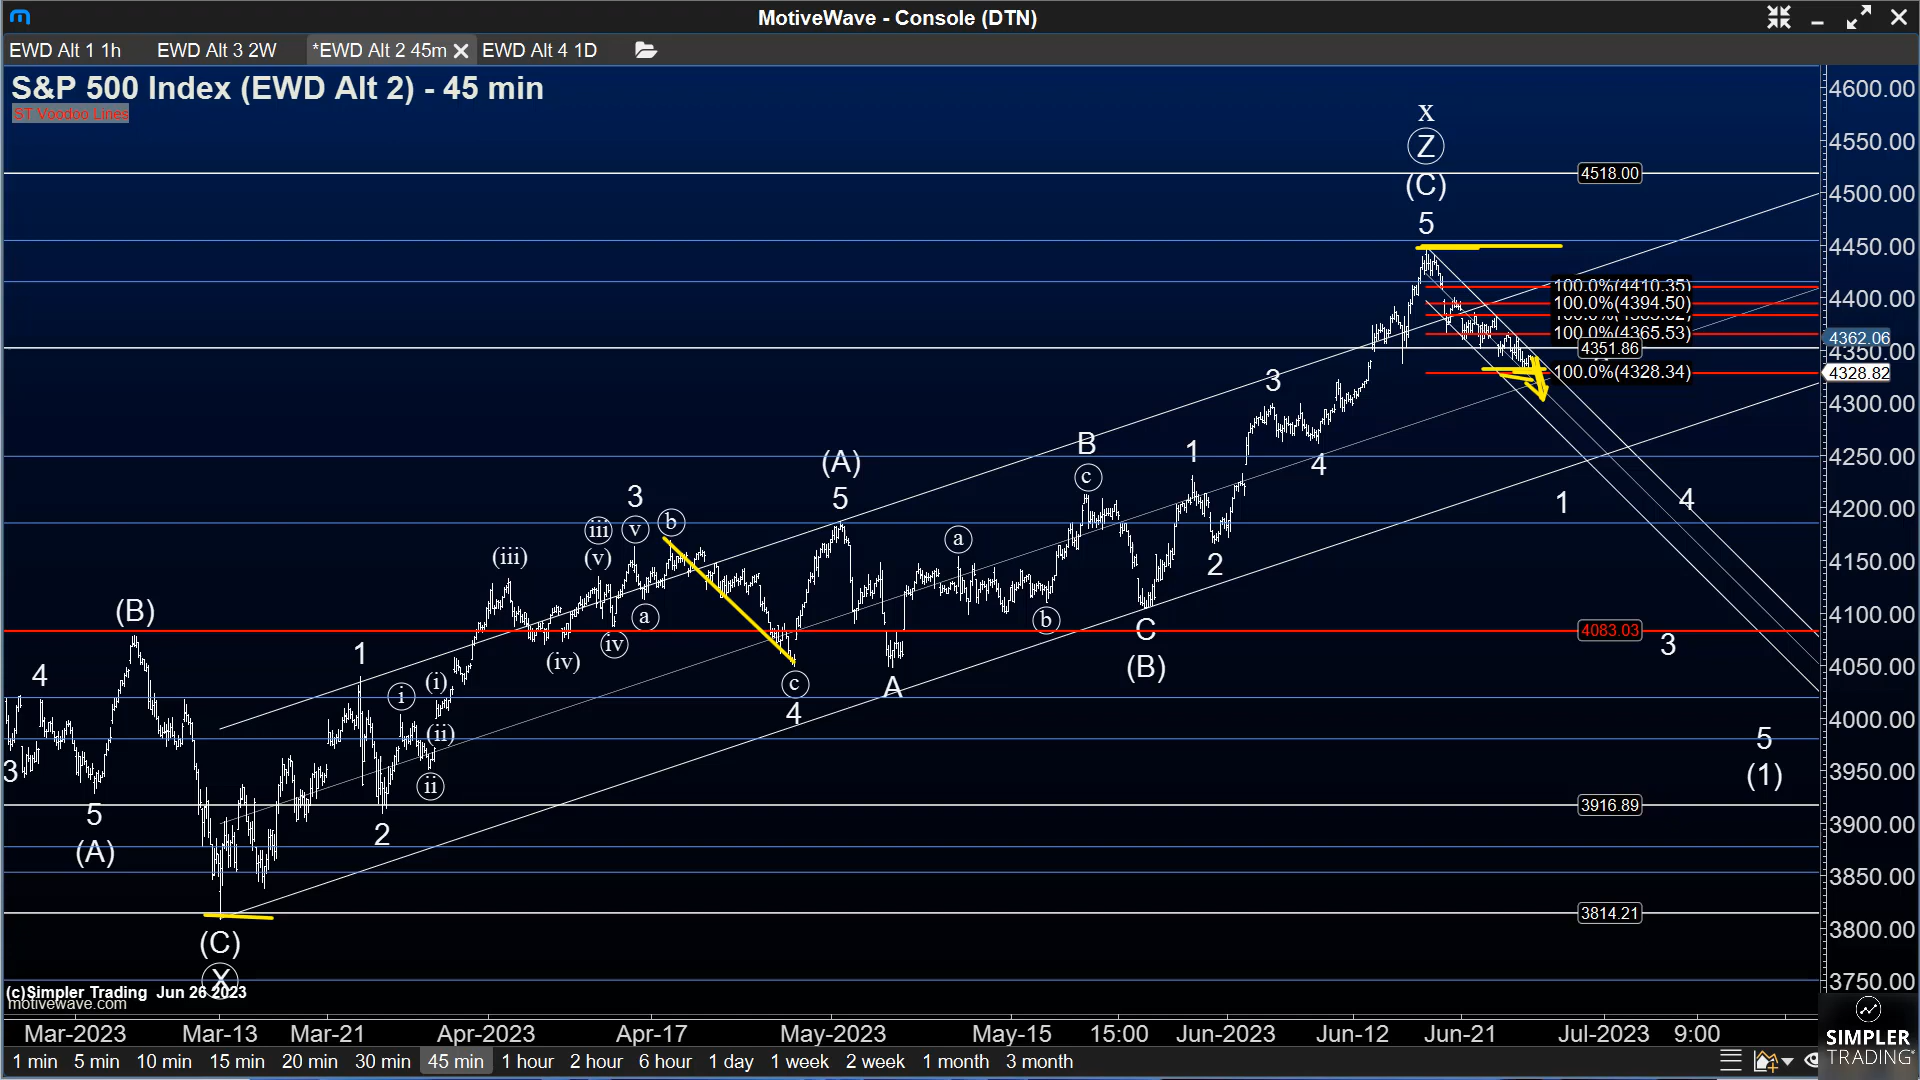 MotiveWave - Console (DTN)
EWD Alt 1 1h EWD Alt 3 2W *EWD Alt 2 45m EWD Alt 4 1D
S&P 500 Index (EWD Alt 2) - 45 min
ST Voodoo Lines
x
Z
(C)
5
3
B
c
1
4
2
(A)
5
3
iii
v
b
(v)
(iii)
a
iv
(iv)
a
b
c
4
A
C
(B)
(B)
4
3
5
(A)
1
i
(i)
(ii)
ii
2
(C)
X
1
4
3
5
(1)
4518.00
100.0%(4410.35)
100.0%(4394.50)
100.0%(4365.53)
4351.86
100.0%(4328.34)
4083.03
3916.89
3814.21
4600.00
4550.00
4500.00
4450.00
4400.00
4362.06
4350.00
4328.82
4300.00
4250.00
4200.00
4150.00
4100.00
4050.00
4000.00
3950.00
3900.00
3850.00
3800.00
3750.00
(c)Simpler Trading Jun 26 2023
motivewave.com
Mar-2023 Mar-13 Mar-21 Apr-2023 Apr-17 May-2023 May-15 15:00 Jun-2023 Jun-12 Jun-21 Jul-2023 9:00
1 min 5 min 10 min 15 min 20 min 30 min 45 min 1 hour 2 hour 6 hour 1 day 1 week 2 week 1 month 3 month
SIMPLER
TRADING